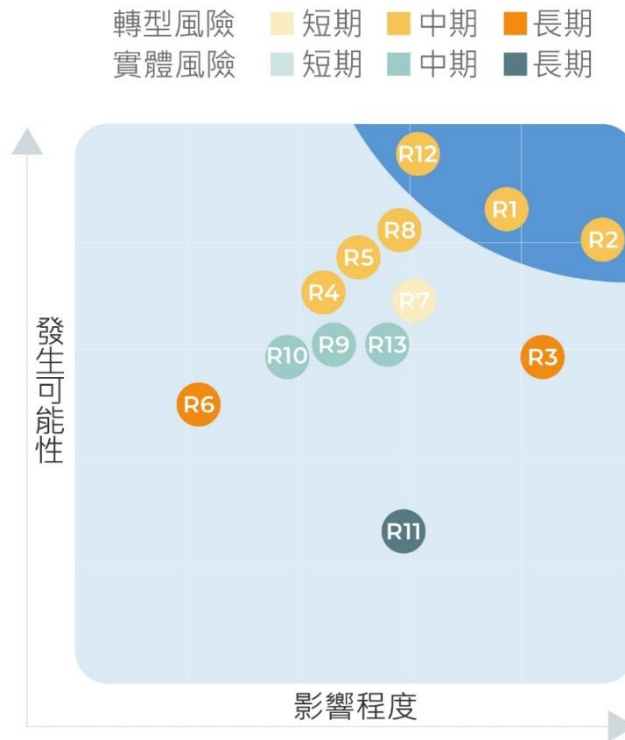 轉型風險 短期 中期 長期
實體風險 短期 中期 長期
R12
R1
R8
R2
R5
R4
R7
R9
R13
R10
R3
R6
R11
發生可能性
影響程度